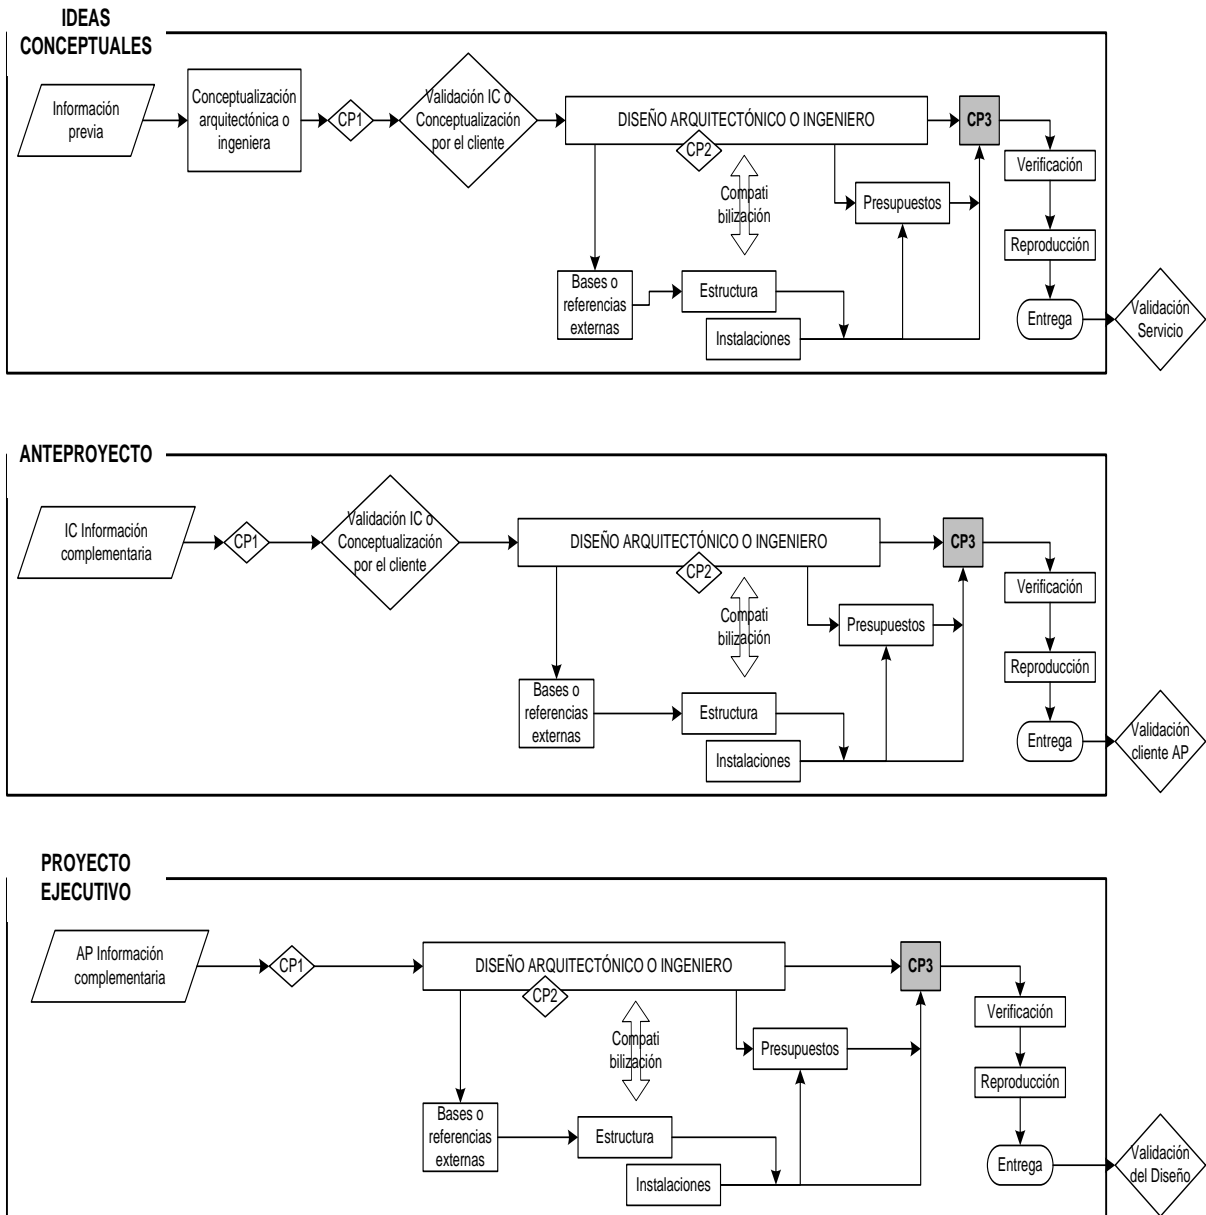 IDEAS
CONCEPTUALES
Información
previa
Conceptualización
arquitectónica o
ingeniera
CP1
Validación IC o
Conceptualización
por el cliente
DISEÑO ARQUITECTÓNICO O INGENIERO
CP2
CP3
Compati
bilización
Presupuestos
Verificación
Reproducción
Bases o
referencias
externas
Estructura
Instalaciones
Entrega
Validación
Servicio
ANTEPROYECTO
IC Información
complementaria
CP1
Validación IC o
Conceptualización
por el cliente
DISEÑO ARQUITECTÓNICO O INGENIERO
CP2
CP3
Compati
bilización
Presupuestos
Verificación
Reproducción
Bases o
referencias
externas
Estructura
Instalaciones
Entrega
Validación
cliente AP
PROYECTO
EJECUTIVO
AP Información
complementaria
CP1
DISEÑO ARQUITECTÓNICO O INGENIERO
CP2
CP3
Compati
bilización
Presupuestos
Verificación
Reproducción
Bases o
referencias
externas
Estructura
Instalaciones
Entrega
Validación
del Diseño